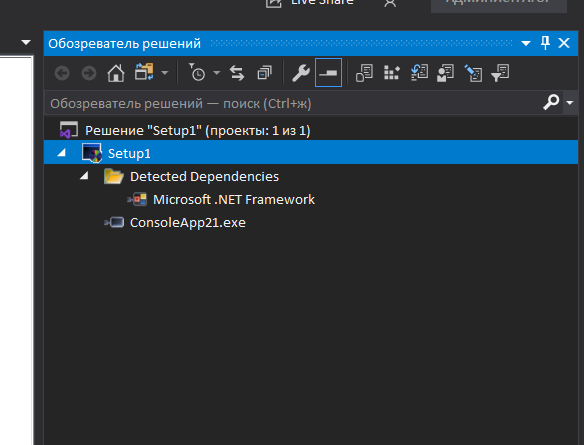 Live Share
Обозреватель решений
Обозреватель решений — поиск (Ctrl+ж)
Решение "Setup1" (проекты: 1 из 1)
Setup1
Detected Dependencies
Microsoft .NET Framework
ConsoleApp21.exe